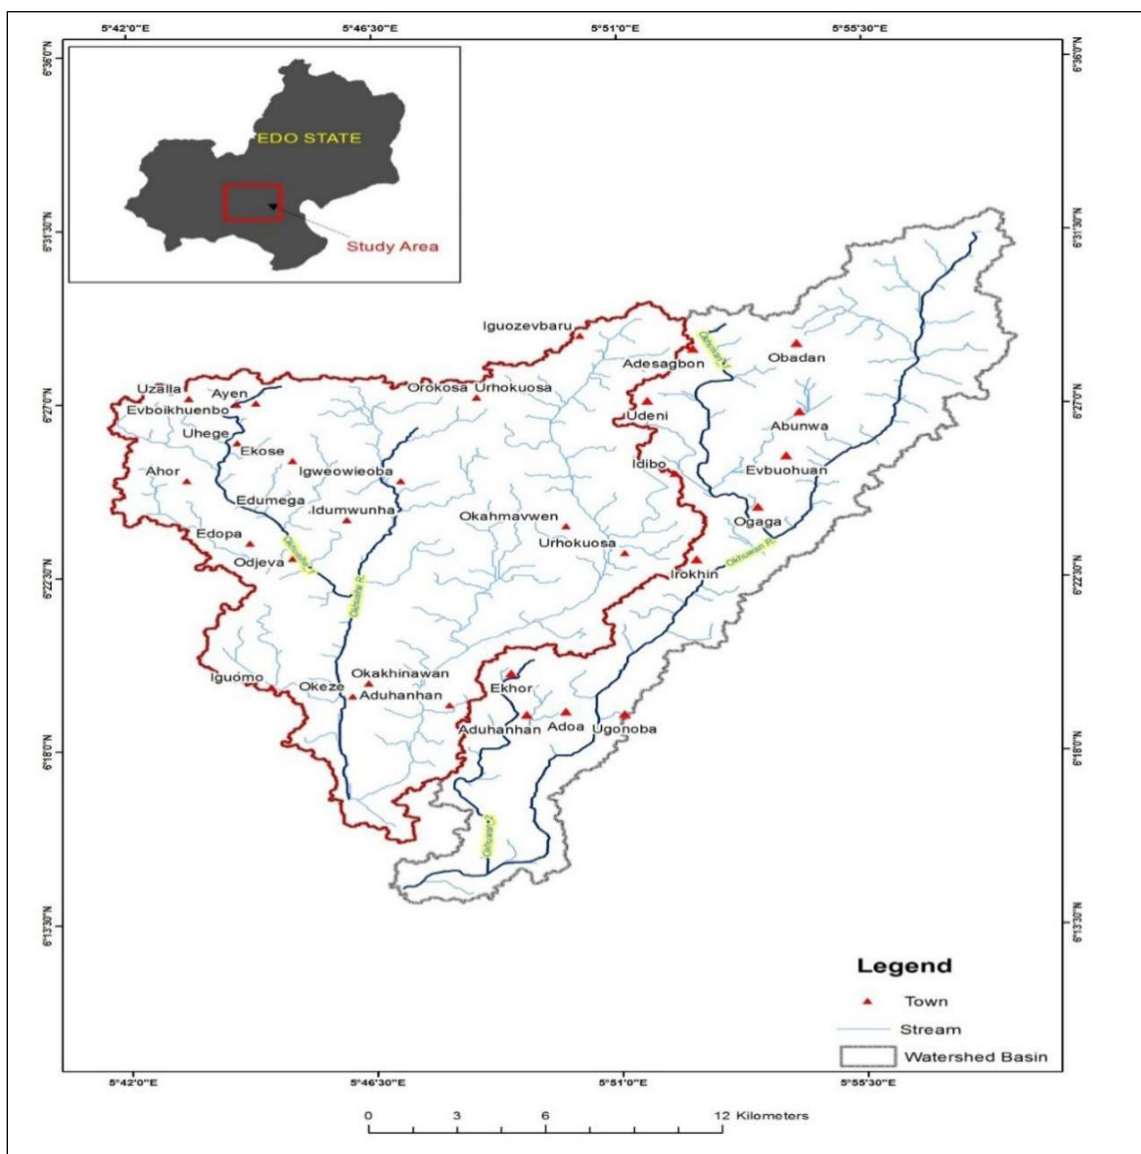 5°42'0"E 5°46'30"E 5°51'0"E 5°55'30"E
6°36'0"N
6°36'0"N
EDO STATE
Study Area
6°31'30"N
6°31'30"N
Iguozevbaru
Adesagbon
Obadan
Uzalla
Ayen
Orokosa Urhokuosa
6°27'0"N
6°27'0"N
Evboikhuenbo
Udeni
Abunwa
Uhege
Ekose
Igweowieoba
Idibo
Evbuohuan
Ahor
Edumega
Idumwunha
Okahmavwen
Ogaga
Edopa
Urhokuosa
Odjeva
Okhuwan R.
Irokhin
6°22'30"N
6°22'30"N
Okhuahe R.
Iguomo
Okeze
Okakhinawan
Ekhor
Aduhanhan
Aduhanhan
Adoa
Ugonoba
6°18'0"N
6°18'0"N
Okhuwan_2
6°13'30"N
6°13'30"N
Legend
Town
Stream
Watershed Basin
5°42'0"E 5°46'30"E 5°51'0"E 5°55'30"E
0 3 6 12 Kilometers